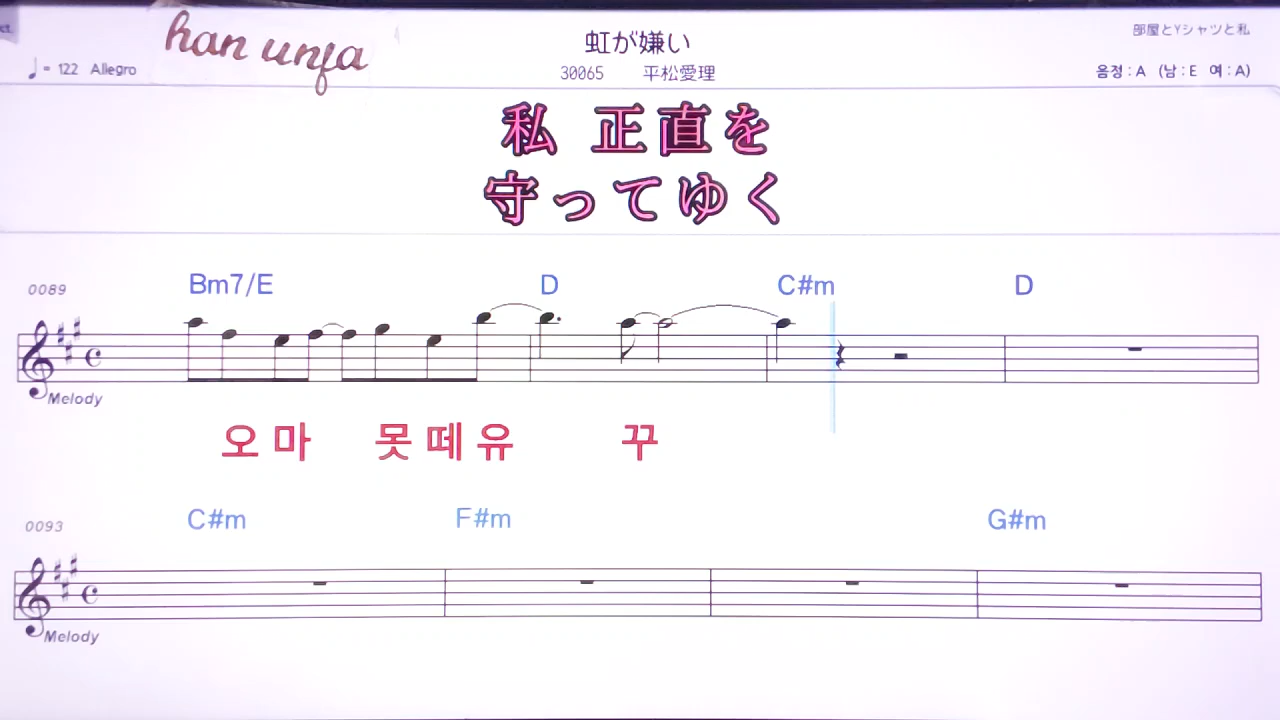 han unja
♩= 122 Allegro
虹が嫌い
30065 平松愛理
部屋とYシャツと私
음정 : A (남 : E 여 : A)
私 正直を
守ってゆく
0089
Bm7/E D C#m D
Melody
오 마 못 떼 유 꾸
0093
C#m F#m G#m
Melody